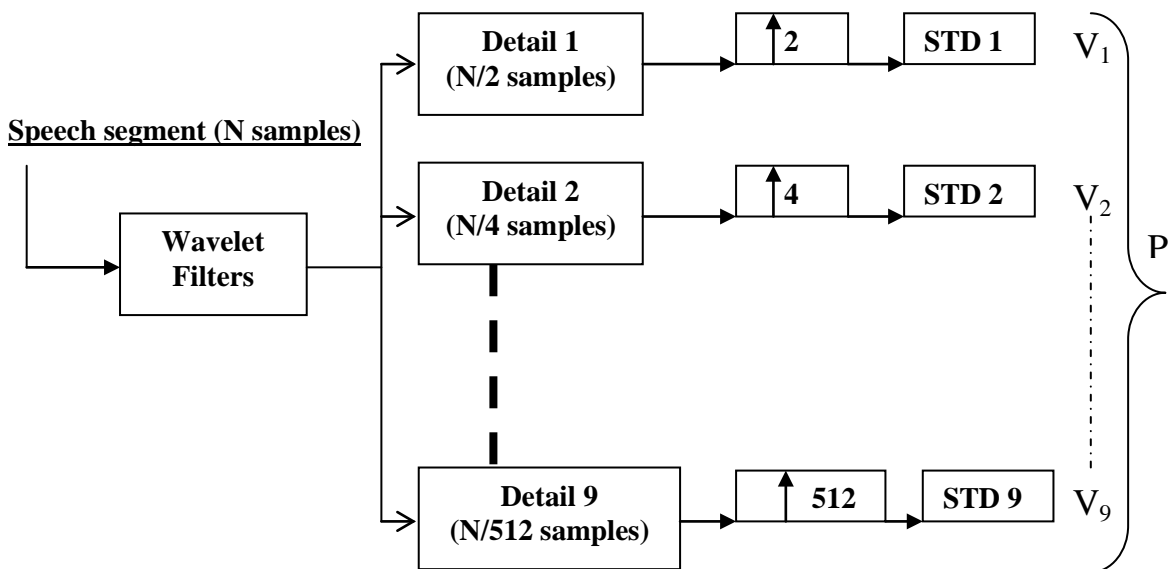 Detail 1
(N/2 samples)
2
STD 1
V₁
Speech segment (N samples)
Detail 2
(N/4 samples)
4
STD 2
V₂
Wavelet
Filters
P
Detail 9
(N/512 samples)
512
STD 9
V₉